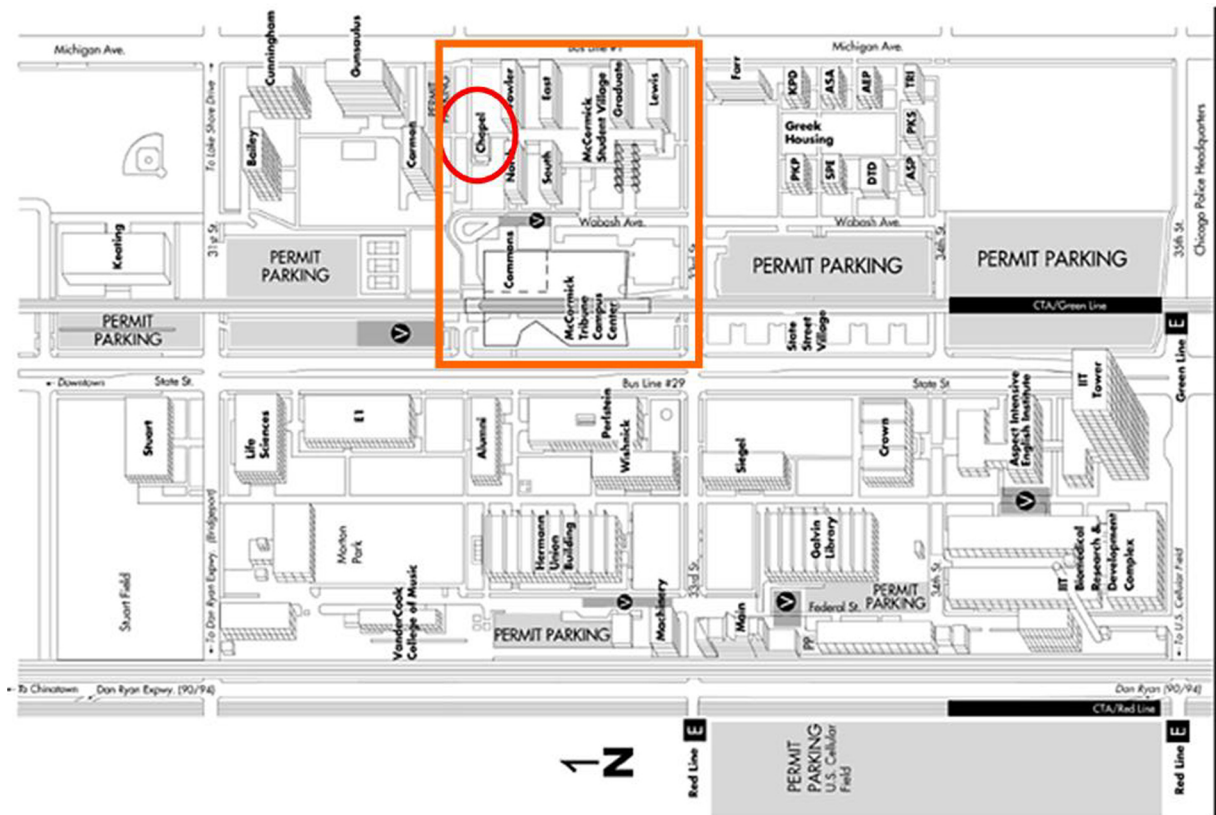 Michigan Ave.
Bus Line #1
Michigan Ave.
To Lake Shore Drive
Cunningham
Gunsaulus
PERMIT
PARKING
Fowler
East
McCormick
Student Village
Graduate
Lewis
Farr
KPD
ASA
AEP
TRI
Bailey
Carman
Chapel
North
South
Greek
Housing
PKP
SPE
DTD
PKS
ASP
Chicago Police Headquarters
Keating
31st St.
PERMIT
PARKING
V
Wabash Ave.
33rd St.
Wabash Ave.
34th St.
35th St.
Commons
PERMIT PARKING
PERMIT PARKING
PERMIT
PARKING
V
McCormick
Tribune
Campus
Center
State
Street
Village
CTA/Green Line
Green Line E
Downtown
State St.
Bus Line #29
State St.
Stuart
Life
Sciences
E1
Alumni
Perlstein
Wishnick
Siegel
Crown
Aspect Intensive
English Institute
IIT
Tower
V
Stuart Field
To Dan Ryan Expwy. (Bridgeport)
Morton
Park
Hermann
Union
Building
33rd St.
Galvin
Library
34th St.
IIT
Biomedical
Research &
Development
Complex
To U.S. Cellular Field
VanderCook
College of Music
PERMIT PARKING
V
Machinery
Main
V
Federal St.
PERMIT
PARKING
PP
To Chinatown
Dan Ryan Expwy. (90/94)
Dan Ryan (90/94)
CTA/Red Line
N
Red Line E
PERMIT
PARKING
U.S. Cellular
Field
Red Line E